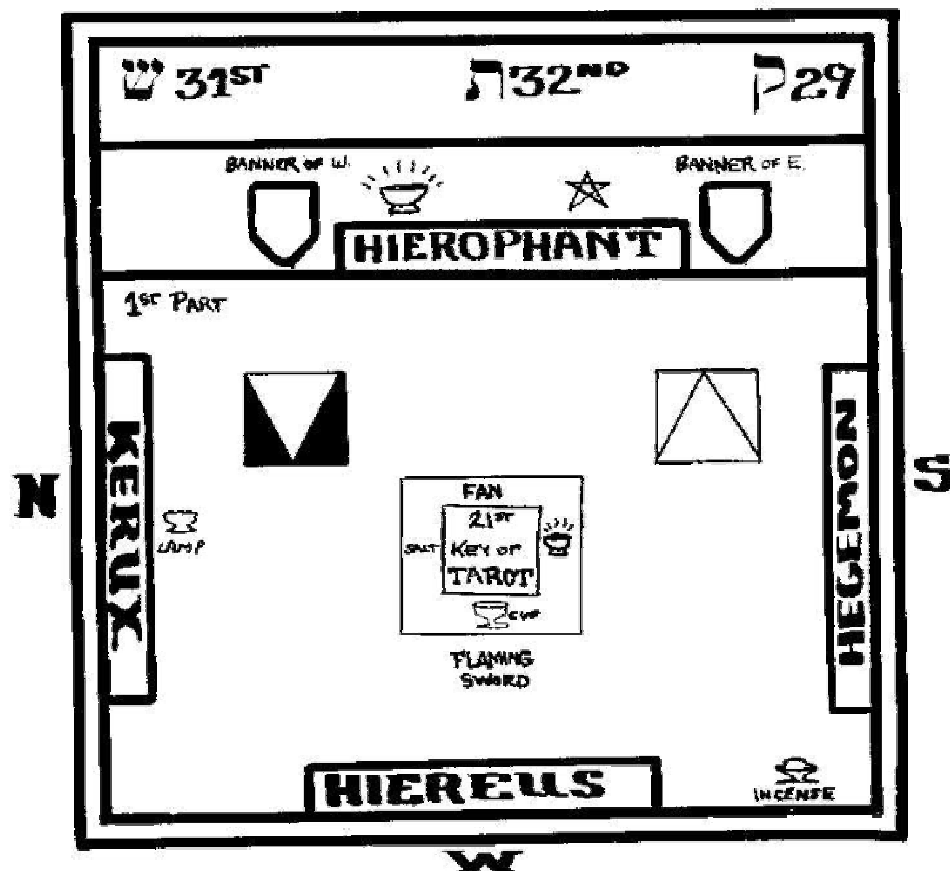 ש 31ST ת 32ND ק 29
BANNER OF W. BANNER OF E.
HIEROPHANT
1ST PART
KERUX
HEGEMON
N
S
LAMP
FAN
21ST
SALT KEY OF
TAROT
CUP
FLAMING
SWORD
HIEREUS
INCENSE
W